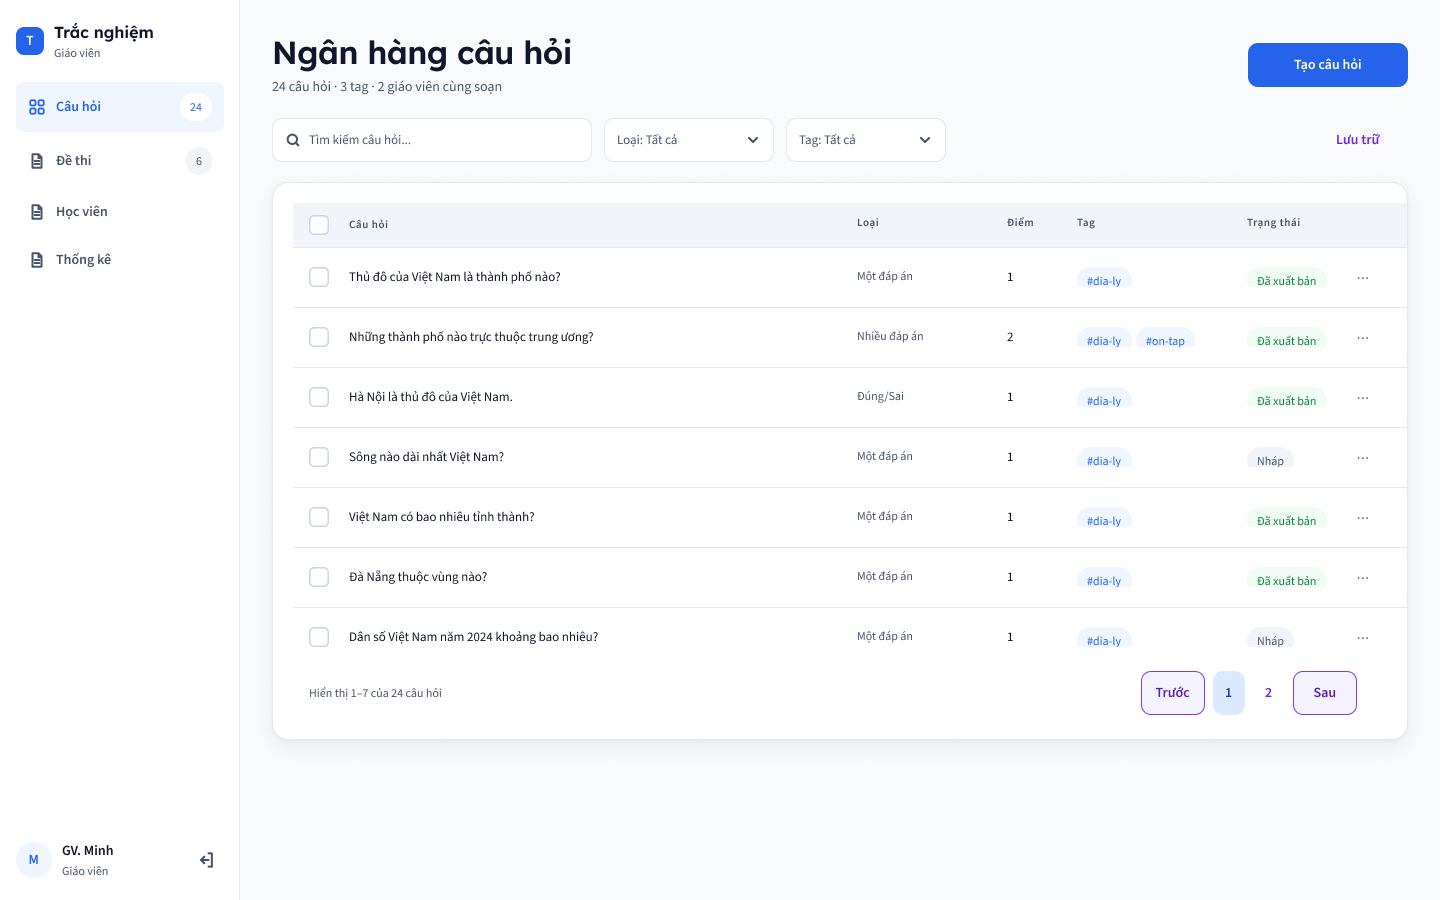 T
Trắc nghiệm
Giáo viên
Câu hỏi 24
Đề thi 6
Học viên
Thống kê
GV. Minh
M
Giáo viên
Ngân hàng câu hỏi
24 câu hỏi · 3 tag · 2 giáo viên cùng soạn
Tạo câu hỏi
Tìm kiếm câu hỏi... Loại: Tất cả Tag: Tất cả Lưu trữ
Câu hỏi Loại Điểm Tag Trạng thái
Thủ đô của Việt Nam là thành phố nào? Một đáp án 1 #dia-ly Đã xuất bản ...
Những thành phố nào trực thuộc trung ương? Nhiều đáp án 2 #dia-ly #on-tap Đã xuất bản ...
Hà Nội là thủ đô của Việt Nam. Đúng/Sai 1 #dia-ly Đã xuất bản ...
Sông nào dài nhất Việt Nam? Một đáp án 1 #dia-ly Nháp ...
Việt Nam có bao nhiêu tỉnh thành? Một đáp án 1 #dia-ly Đã xuất bản ...
Đà Nẵng thuộc vùng nào? Một đáp án 1 #dia-ly Đã xuất bản ...
Dân số Việt Nam năm 2024 khoảng bao nhiêu? Một đáp án 1 #dia-ly Nháp ...
Hiển thị 1–7 của 24 câu hỏi Trước 1 2 Sau